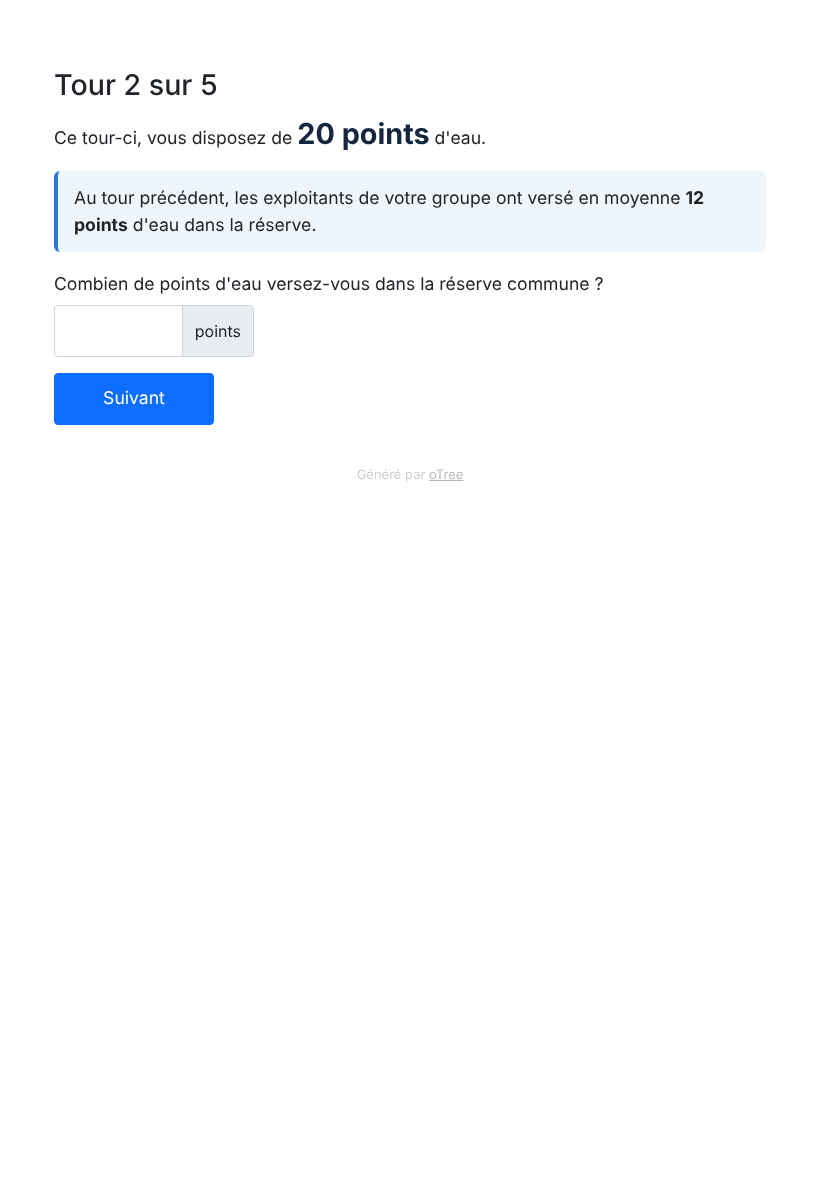 Tour 2 sur 5
Ce tour-ci, vous disposez de 20 points d'eau.
Au tour précédent, les exploitants de votre groupe ont versé en moyenne 12
points d'eau dans la réserve.
Combien de points d'eau versez-vous dans la réserve commune ?
points
Suivant
Généré par oTree